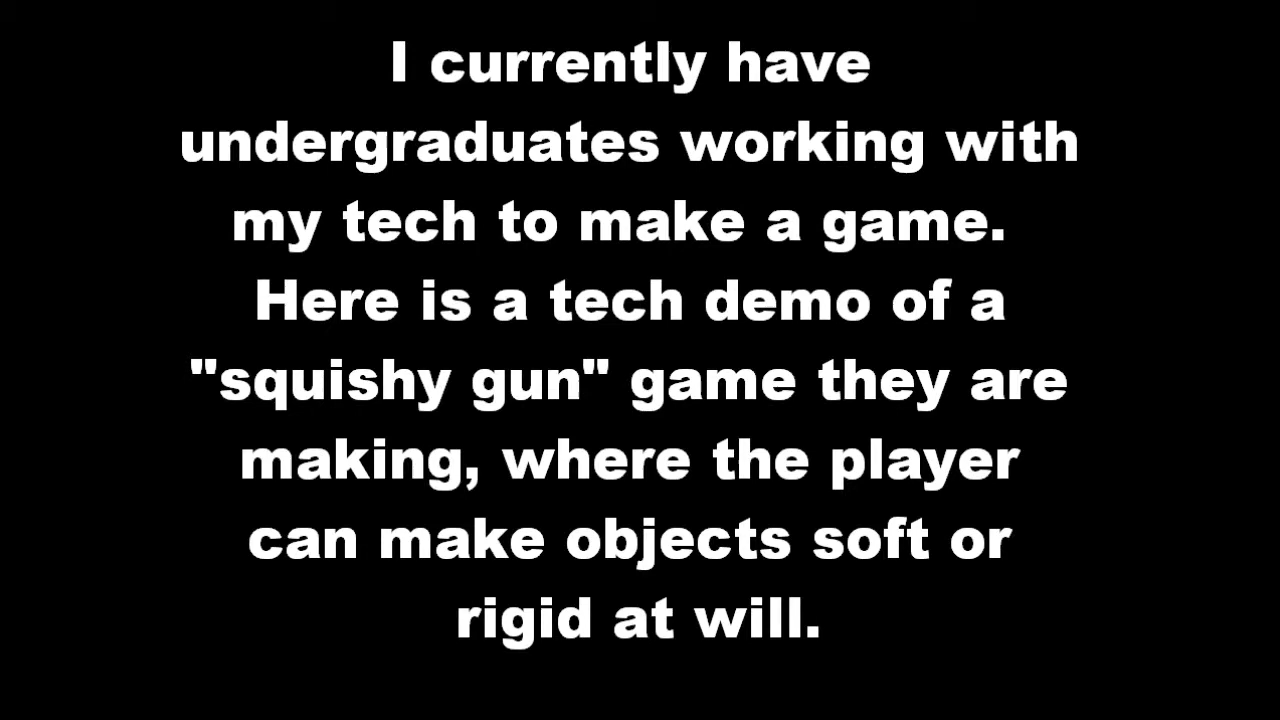 I currently have
undergraduates working with
my tech to make a game.
Here is a tech demo of a
"squishy gun" game they are
making, where the player
can make objects soft or
rigid at will.